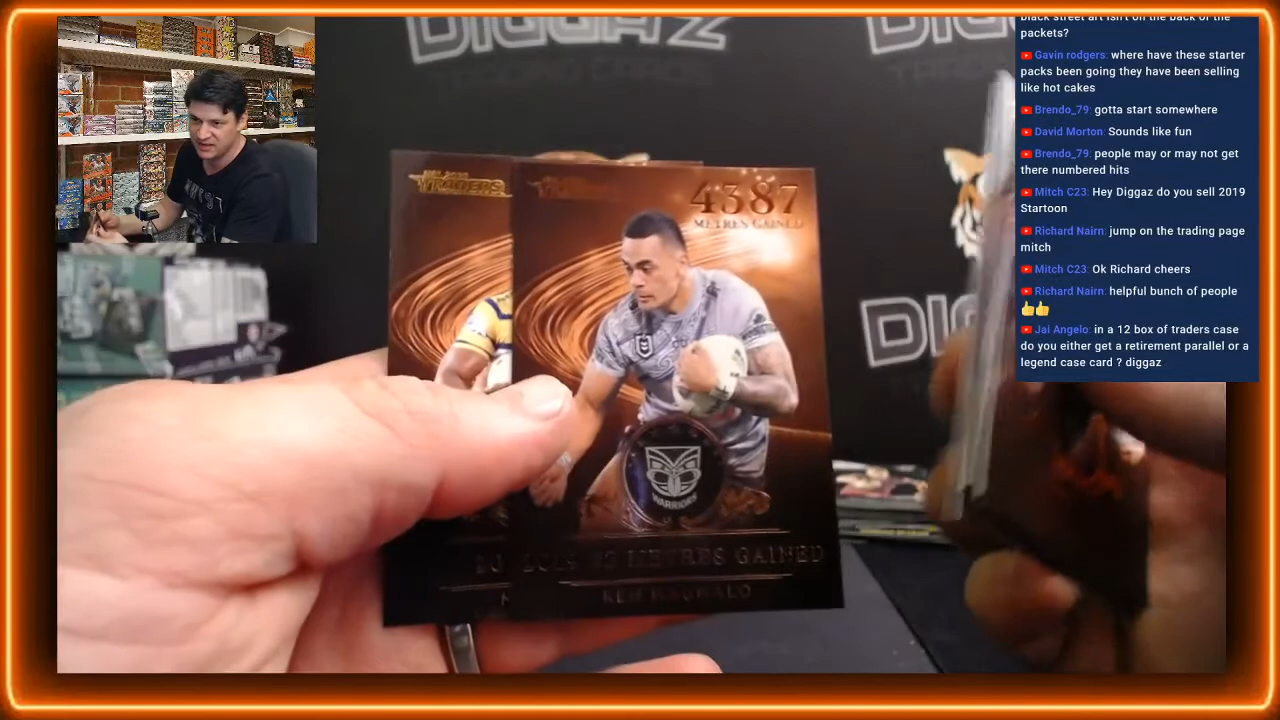 DIGGAZ
black street art isn't on the back of the
packets?
Gavin rodgers: where have these starter
packs been going they have been selling
like hot cakes
Brendo_79: gotta start somewhere
David Morton: Sounds like fun
Brendo_79: people may or may not get
there numbered hits
Mitch C23: Hey Diggaz do you sell 2019
Startoon
Richard Nairn: jump on the trading page
mitch
Mitch C23: Ok Richard cheers
Richard Nairn: helpful bunch of people
👍👍
Jai Angelo: in a 12 box of traders case
do you either get a retirement parallel or a
legend case card ? diggaz
TRADERS
4387
METRES GAINED
WARRIORS
2019 #3 METRES GAINED
KEN MAUMALO